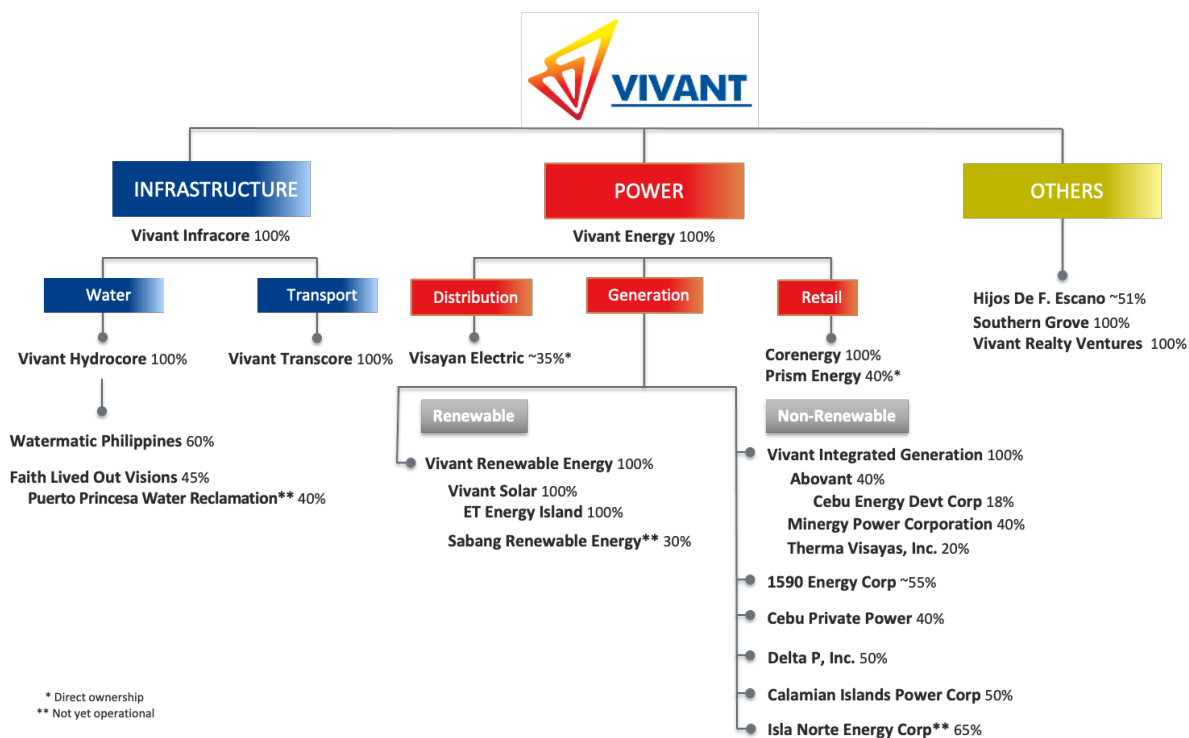 VIVANT
INFRASTRUCTURE
Vivant Infracore 100%
Water
Transport
Vivant Hydrocore 100%
Vivant Transcore 100%
Watermatic Philippines 60%
Faith Lived Out Visions 45%
Puerto Princesa Water Reclamation** 40%
POWER
Vivant Energy 100%
Distribution
Generation
Retail
Visayan Electric ~35%*
Corenergy 100%
Prism Energy 40%*
Renewable
Vivant Renewable Energy 100%
Vivant Solar 100%
ET Energy Island 100%
Sabang Renewable Energy** 30%
Non-Renewable
Vivant Integrated Generation 100%
Abovant 40%
Cebu Energy Devt Corp 18%
Minergy Power Corporation 40%
Therma Visayas, Inc. 20%
1590 Energy Corp ~55%
Cebu Private Power 40%
Delta P, Inc. 50%
Calamian Islands Power Corp 50%
Isla Norte Energy Corp** 65%
OTHERS
Hijos De F. Escano ~51%
Southern Grove 100%
Vivant Realty Ventures 100%
* Direct ownership
** Not yet operational